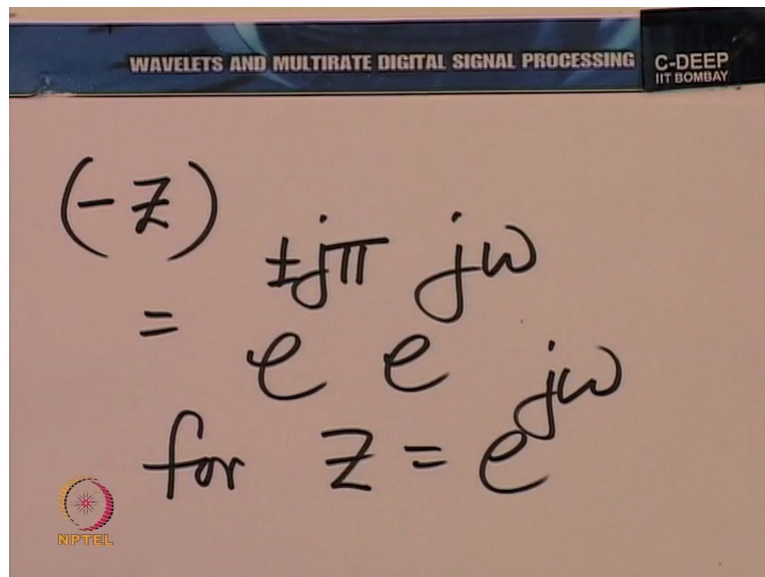 WAVELETS AND MULTIRATE DIGITAL SIGNAL PROCESSING
C-DEEP
IIT BOMBAY
(-Z)
= e^{±jπ} e^{jω}
for Z = e^{jω}
NPTEL